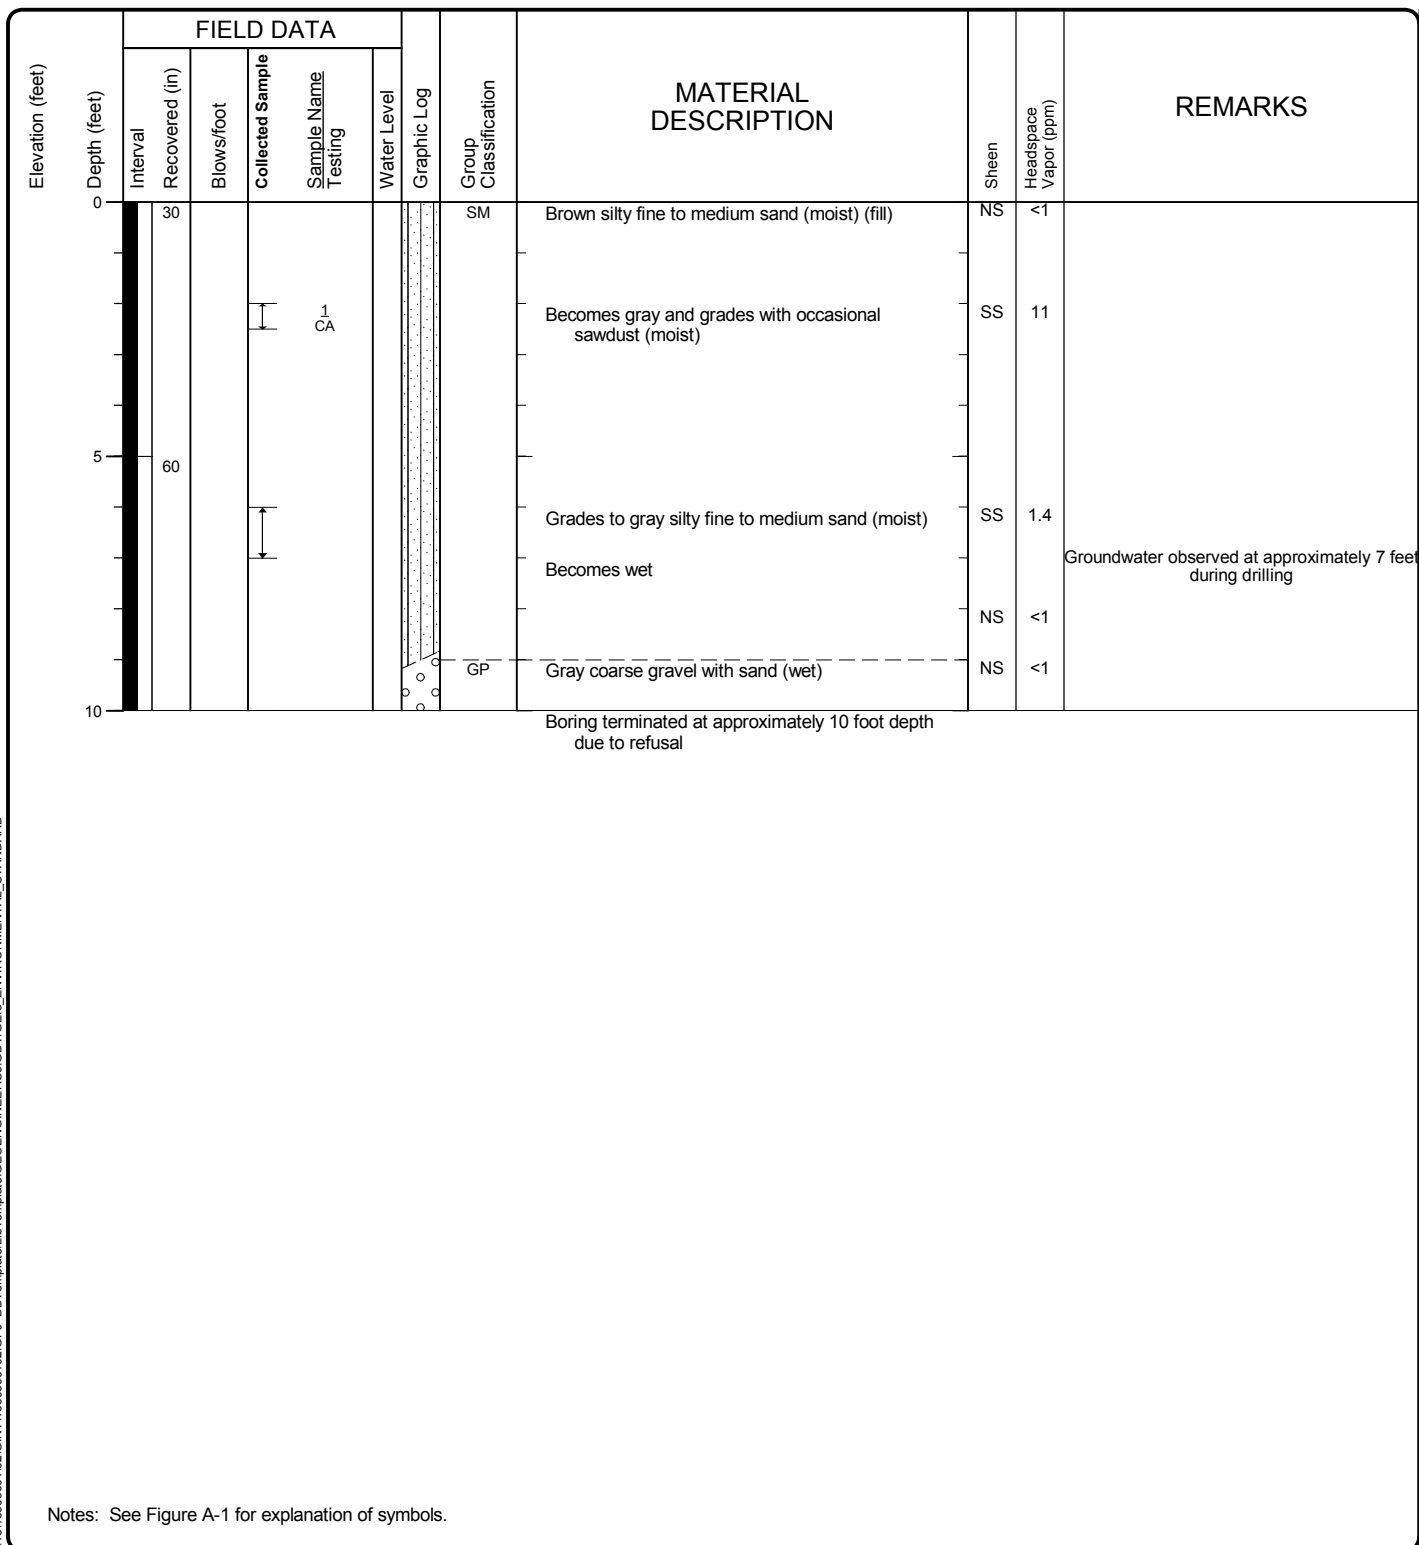 FIELD DATA
Elevation (feet)
Depth (feet)
Interval
Recovered (in)
Blows/foot
Collected Sample
Sample Name
Testing
Water Level
Graphic Log
Group
Classification
MATERIAL
DESCRIPTION
Sheen
Headspace
Vapor (ppm)
REMARKS
0
30
SM
Brown silty fine to medium sand (moist) (fill)
NS
<1
1
CA
Becomes gray and grades with occasional
sawdust (moist)
SS
11
5
60
Grades to gray silty fine to medium sand (moist)
SS
1.4
Groundwater observed at approximately 7 feet
during drilling
Becomes wet
NS
<1
GP
Gray coarse gravel with sand (wet)
NS
<1
10
Boring terminated at approximately 10 foot depth
due to refusal
Notes: See Figure A-1 for explanation of symbols.